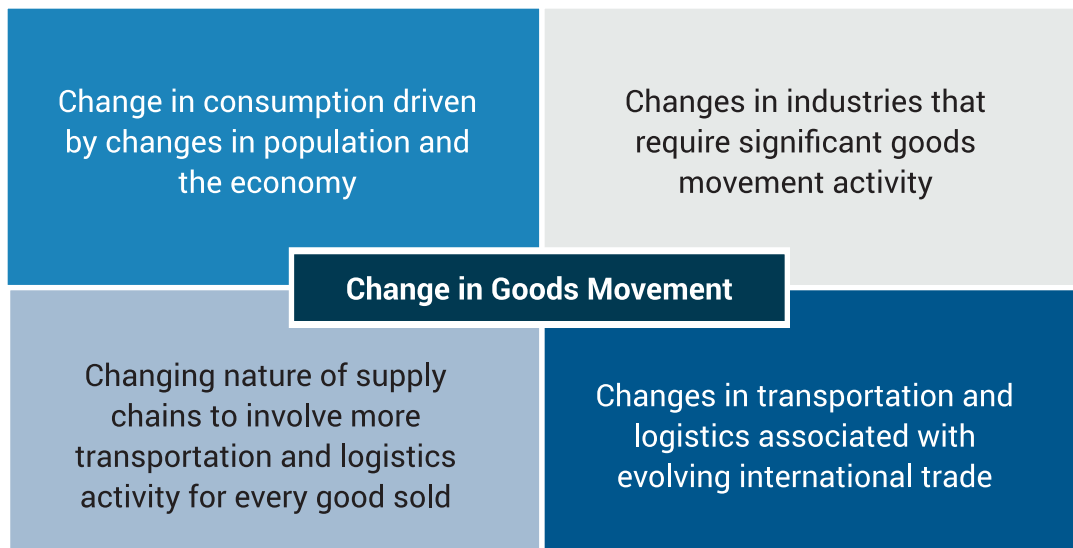 Change in consumption driven
by changes in population and
the economy
Changes in industries that
require significant goods
movement activity
Change in Goods Movement
Changing nature of supply
chains to involve more
transportation and logistics
activity for every good sold
Changes in transportation and
logistics associated with
evolving international trade